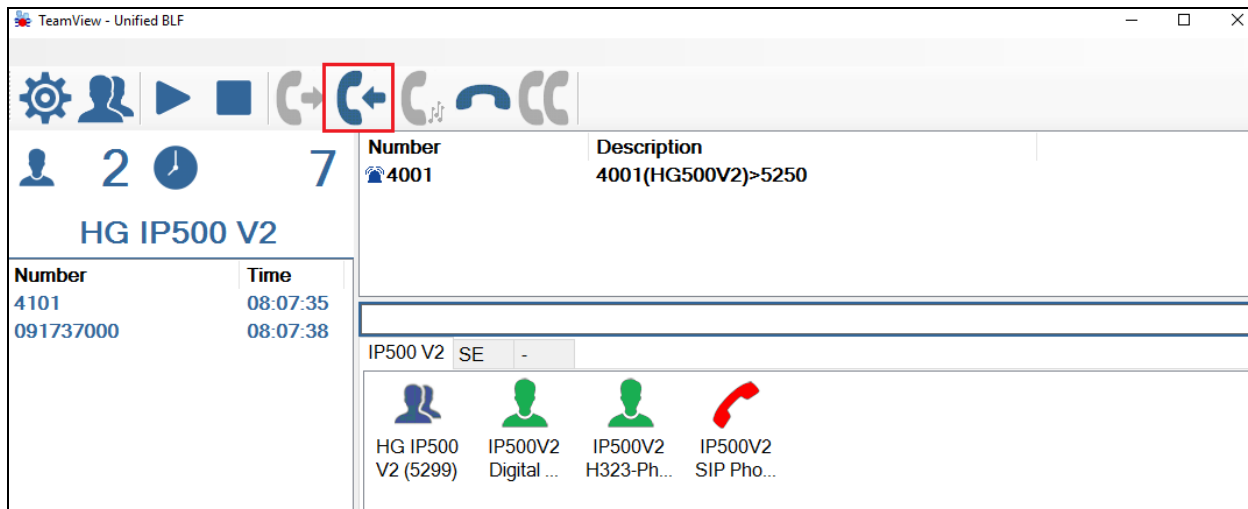 TeamView - Unified BLF
2 7
HG IP500 V2
Number Time
4101 08:07:35
091737000 08:07:38
Number Description
4001 4001(HG500V2)>5250
IP500 V2 SE -
HG IP500 IP500V2 IP500V2 IP500V2
V2 (5299) Digital ... H323-Ph... SIP Pho...